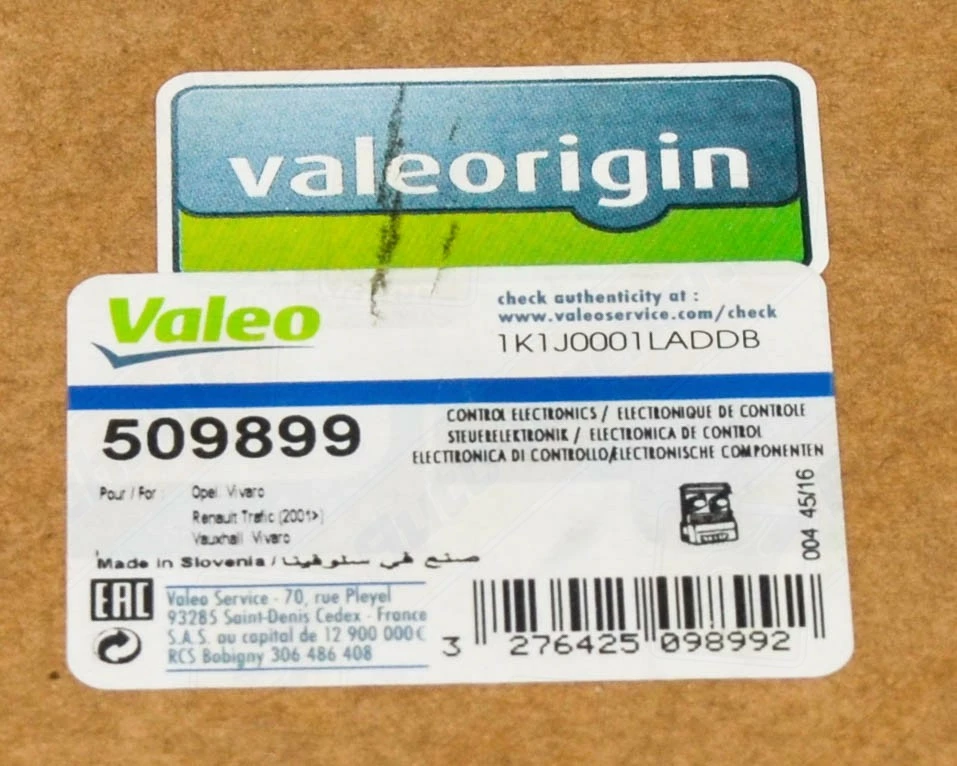 valeorigin
Valeo
check authenticity at :
www.valeoservice.com/check
1K1J0001LADDB
509899
CONTROL ELECTRONICS / ELECTRONIQUE DE CONTROLE
STEUERELEKTRONIK / ELECTRONICA DE CONTROL
ELECTTRONICA DI CONTROLLO/ELECTRONISCHE COMPONENTEN
Pour / For : Opel Vivaro
Renault Trafic (2001>)
Vauxhall Vivaro
004 45/16
Made in Slovenia / صنع في سلوفينيا
EAC
Valeo Service - 70, rue Pleyel
93285 Saint-Denis Cedex - France
S.A.S. au capital de 12 900 000€
RCS Bobigny 306 486 408
3 276425 098992